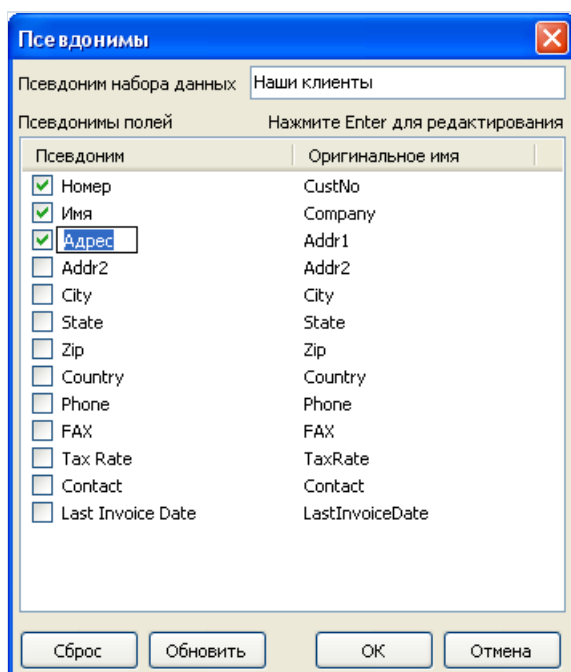 Псевдонимы
Псевдоним набора данных Наши клиенты
Псевдонимы полей Нажмите Enter для редактирования
Псевдоним Оригинальное имя
Номер CustNo
Имя Company
Адрес Addr1
Addr2 Addr2
City City
State State
Zip Zip
Country Country
Phone Phone
FAX FAX
Tax Rate TaxRate
Contact Contact
Last Invoice Date LastInvoiceDate
Сброс Обновить ОК Отмена